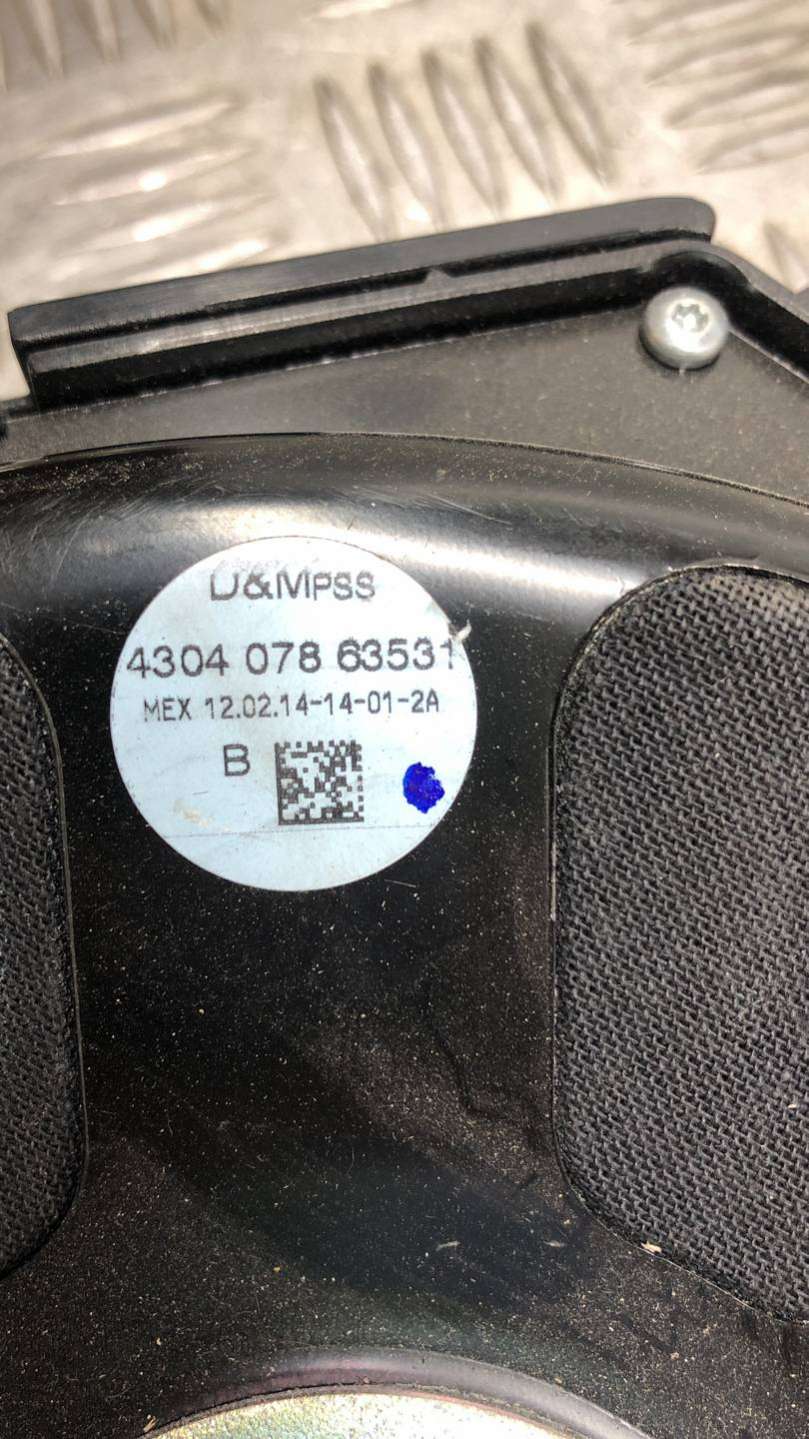 D&MPSS
4304 078 63531
MEX 12.02.14-14-01-2A
B